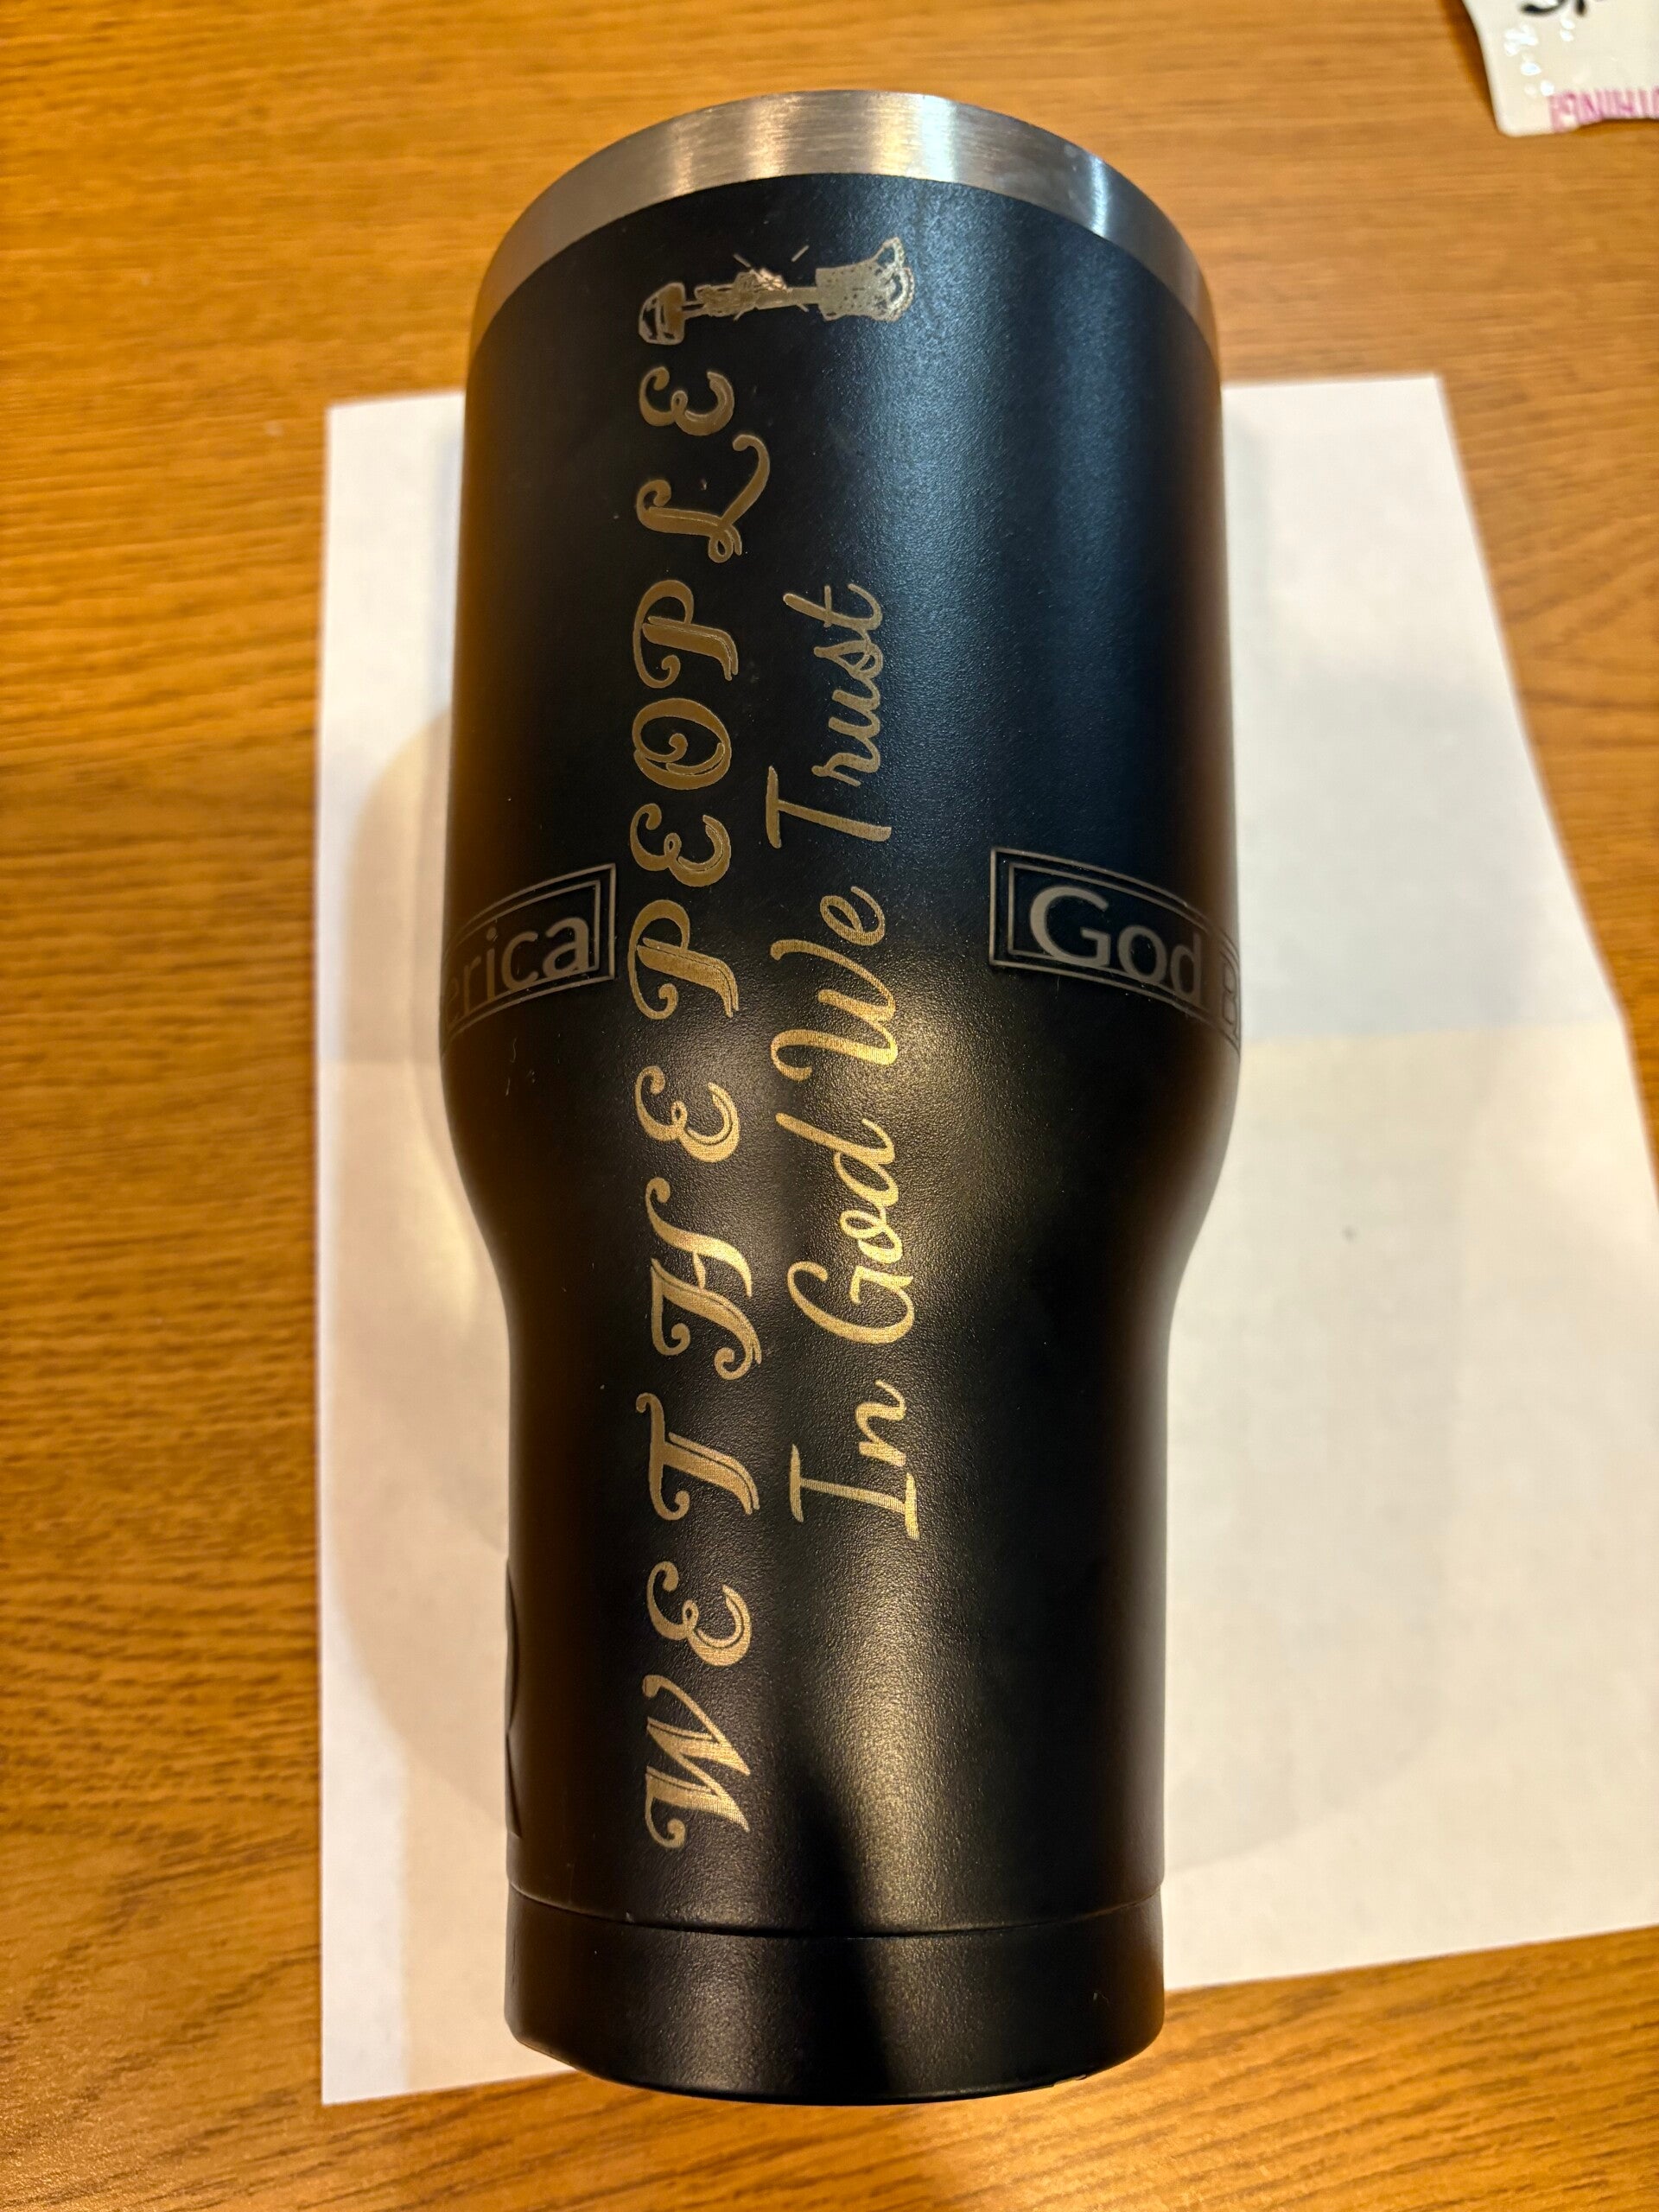 WE THE PEOPLE
In God We Trust
erica
God B